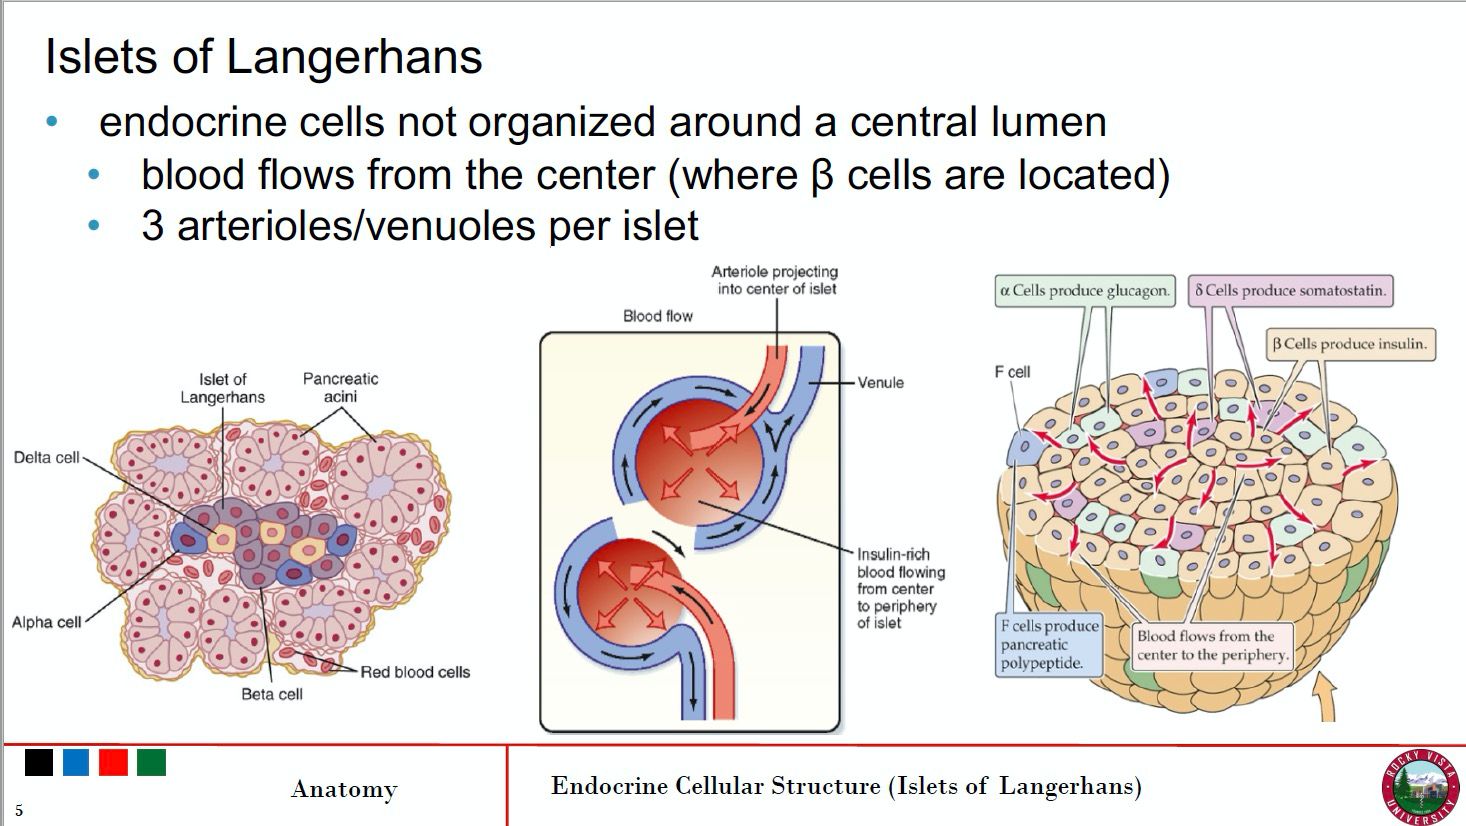 Islets of Langerhans
• endocrine cells not organized around a central lumen
• blood flows from the center (where β cells are located)
• 3 arterioles/venuoles per islet
Islet of
Langerhans
Pancreatic
acini
Delta cell
Alpha cell
Beta cell
Red blood cells
Arteriole projecting
into center of islet
Blood flow
Venule
Insulin-rich
blood flowing
from center
to periphery
of islet
α Cells produce glucagon.
δ Cells produce somatostatin.
β Cells produce insulin.
F cell
F cells produce
pancreatic
polypeptide.
Blood flows from the
center to the periphery.
5
Anatomy
Endocrine Cellular Structure (Islets of Langerhans)
ROCKY VISTA
UNIVERSITY